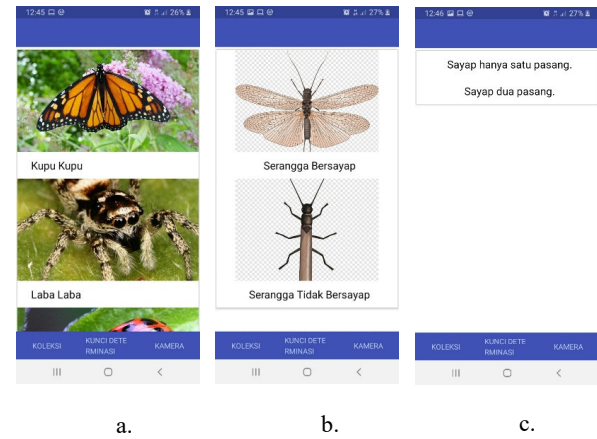 12:45
26%
Kupu Kupu
Laba Laba
KOLEKSI
KUNCI DETE
RMINASI
KAMERA
a.
12:45
27%
Serangga Bersayap
Serangga Tidak Bersayap
KOLEKSI
KUNCI DETE
RMINASI
KAMERA
b.
12:46
27%
Sayap hanya satu pasang.
Sayap dua pasang.
KOLEKSI
KUNCI DETE
RMINASI
KAMERA
c.